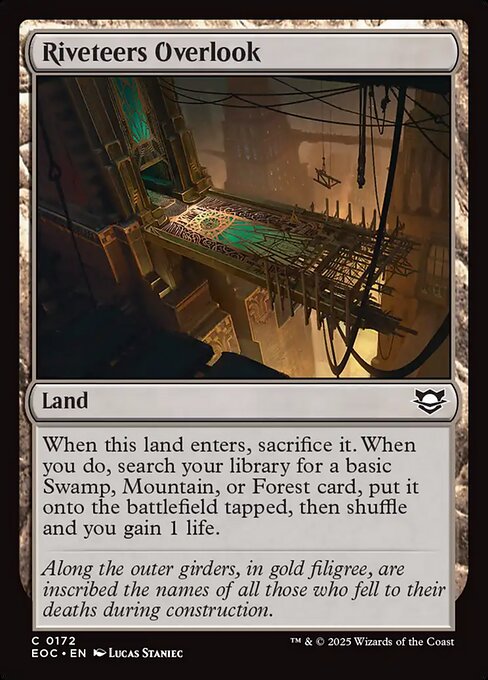 Riveteers Overlook
Land
When this land enters, sacrifice it. When
you do, search your library for a basic
Swamp, Mountain, or Forest card, put it
onto the battlefield tapped, then shuffle
and you gain 1 life.
Along the outer girders, in gold filigree, are
inscribed the names of all those who fell to their
deaths during construction.
C 0172
™ & © 2025 Wizards of the Coast
EOC • EN Lucas Staniec